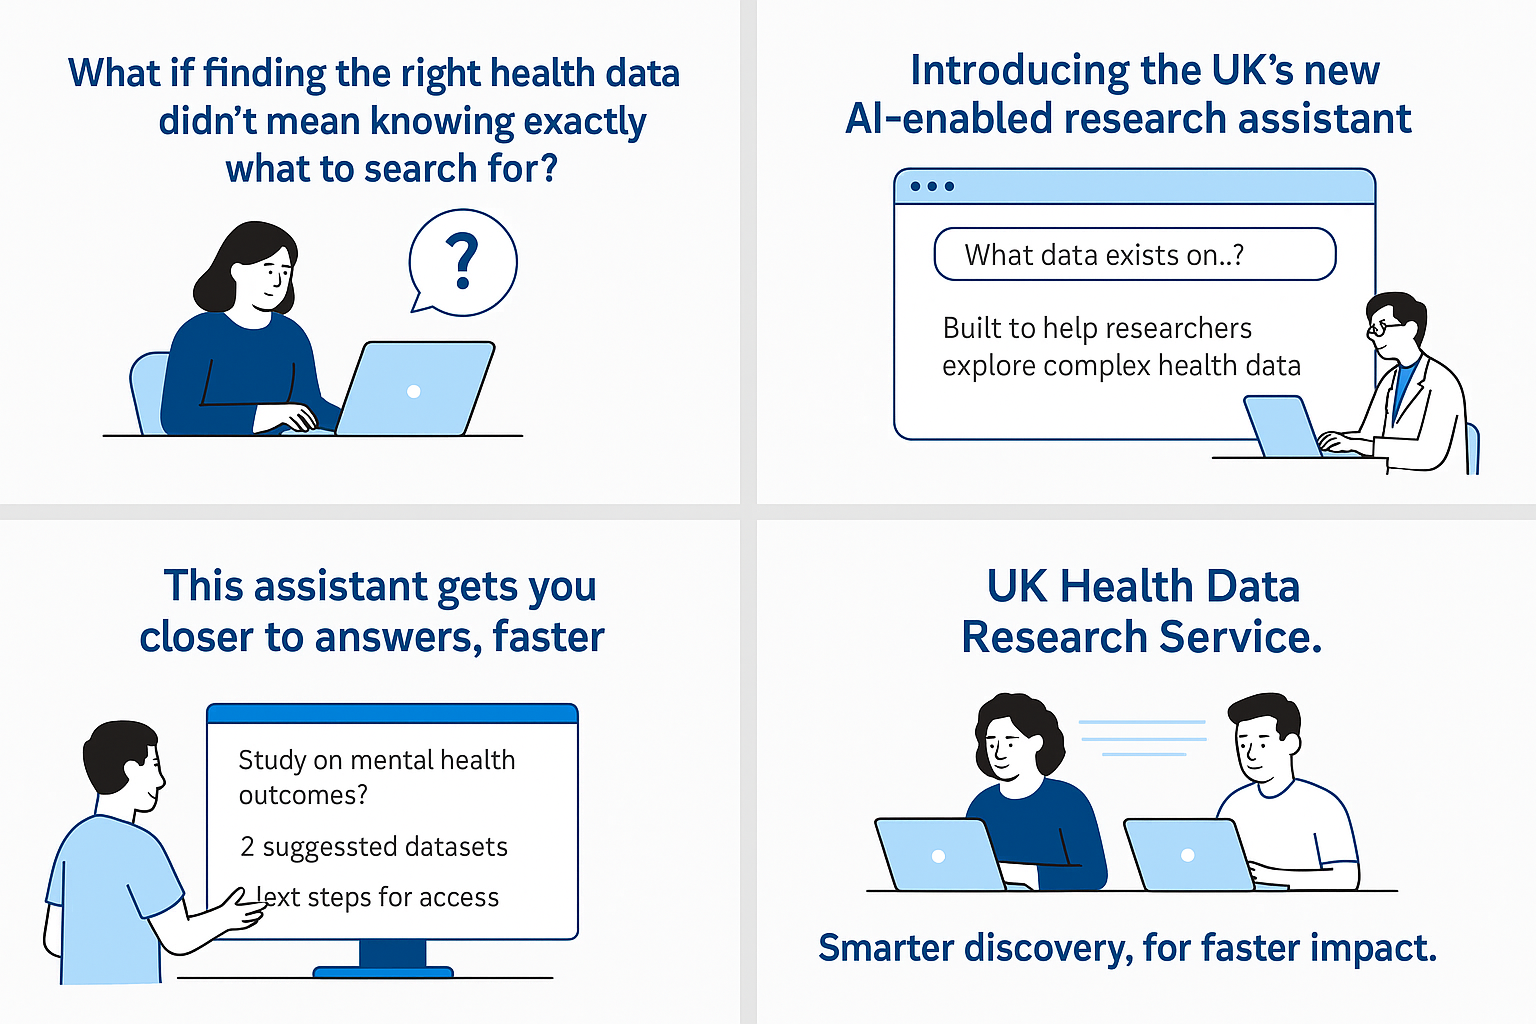 What if finding the right health data
didn't mean knowing exactly
what to search for?
?
Introducing the UK's new
AI-enabled research assistant
What data exists on..?
Built to help researchers
explore complex health data
This assistant gets you
closer to answers, faster
Study on mental health
outcomes?
2 suggessted datasets
steps for access
UK Health Data
Research Service.
Smarter discovery, for faster impact.